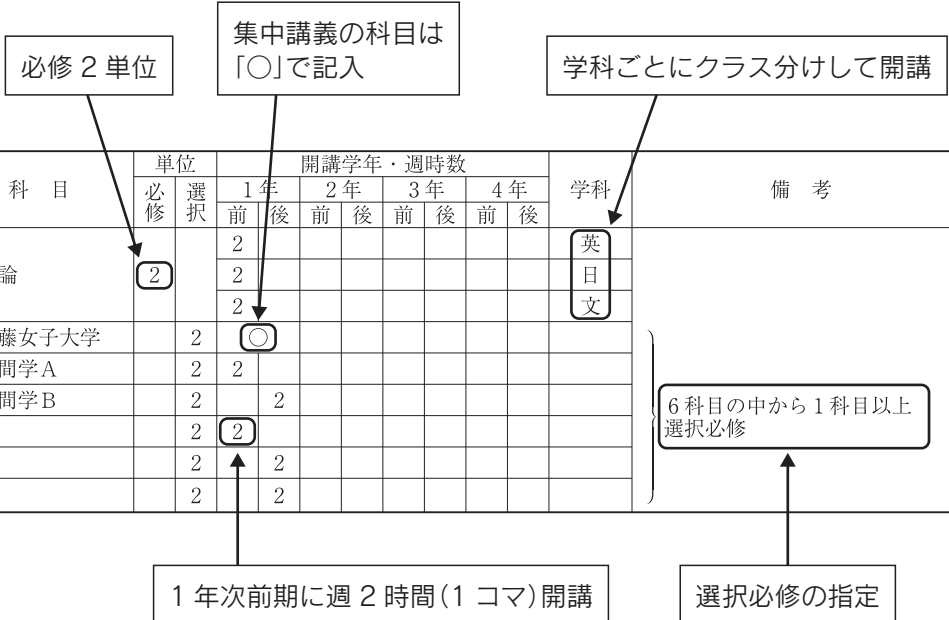 集中講義の科目は
「○」で記入
必修 2 単位
学科ごとにクラス分けして開講
科 目 単位 開講学年・週時数 学科 備 考
必修 選択 1年 2年 3年 4年
前 後 前 後 前 後 前 後
2 英
論 2 2 日
2 文
藤女子大学 2 ○
間学A 2 2
間学B 2 2
2 2
2 2
2 2
6科目の中から1科目以上
選択必修
1 年次前期に週 2 時間(1 コマ)開講
選択必修の指定